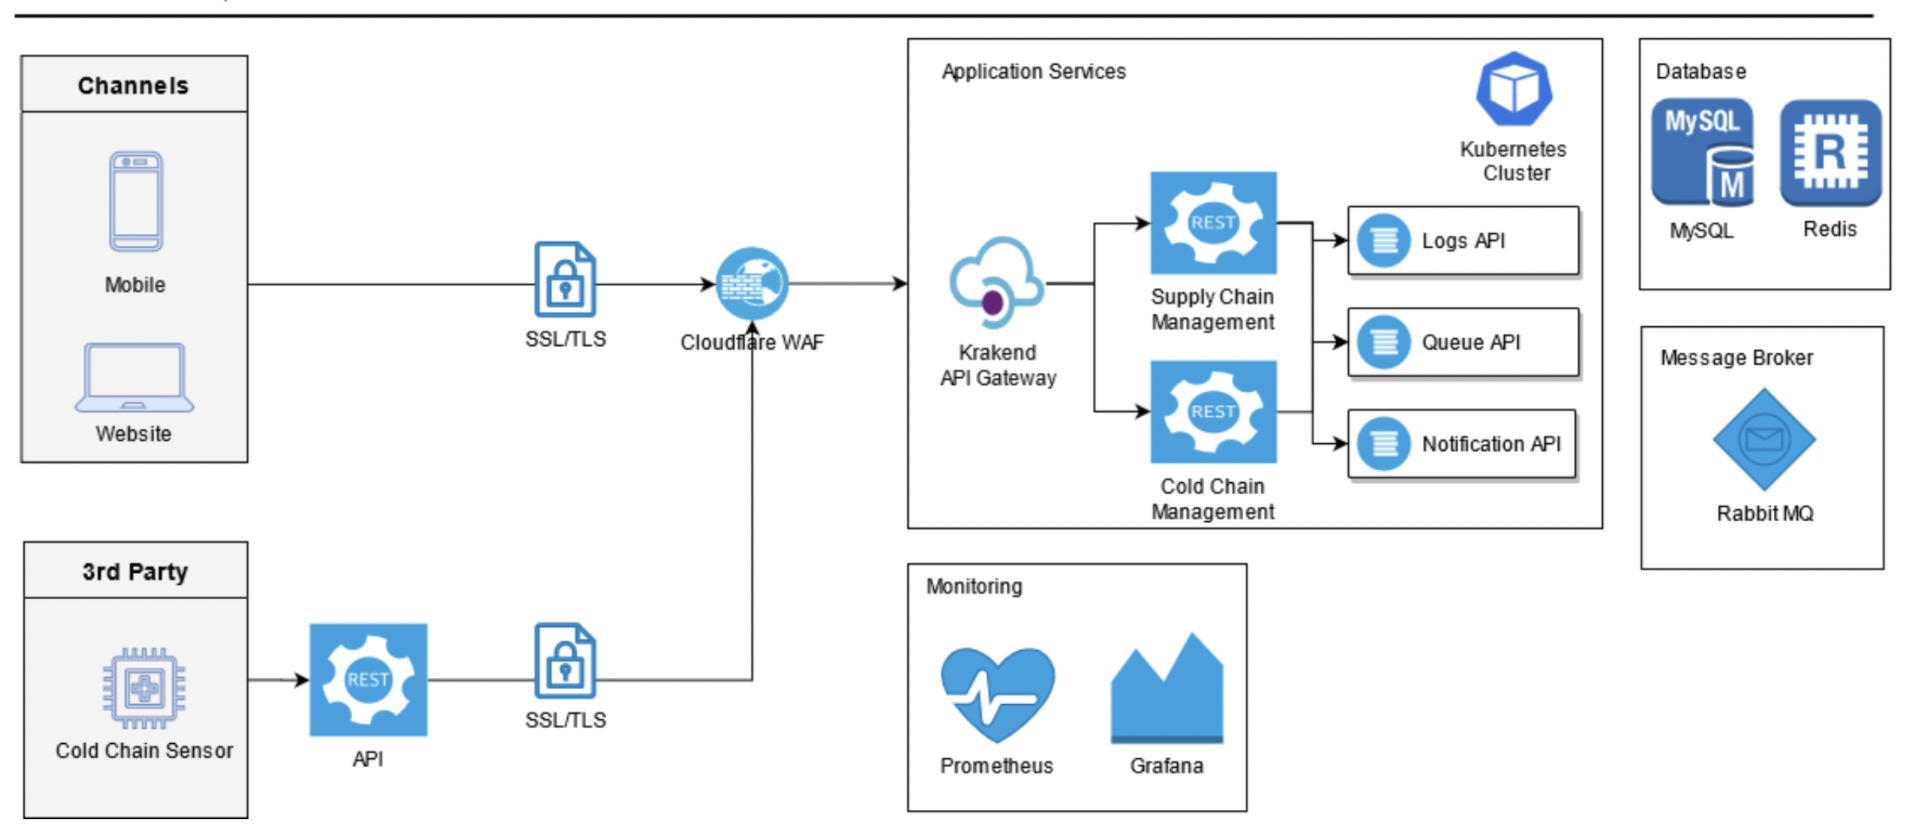 Channels
Mobile
Website
3rd Party
Cold Chain Sensor
REST
API
SSL/TLS
SSL/TLS
Cloudflare WAF
Application Services
Kubernetes
Cluster
Krakend
API Gateway
REST
Supply Chain
Management
REST
Cold Chain
Management
Logs API
Queue API
Notification API
Monitoring
Prometheus
Grafana
Database
MySQL
M
MySQL
R
Redis
Message Broker
Rabbit MQ